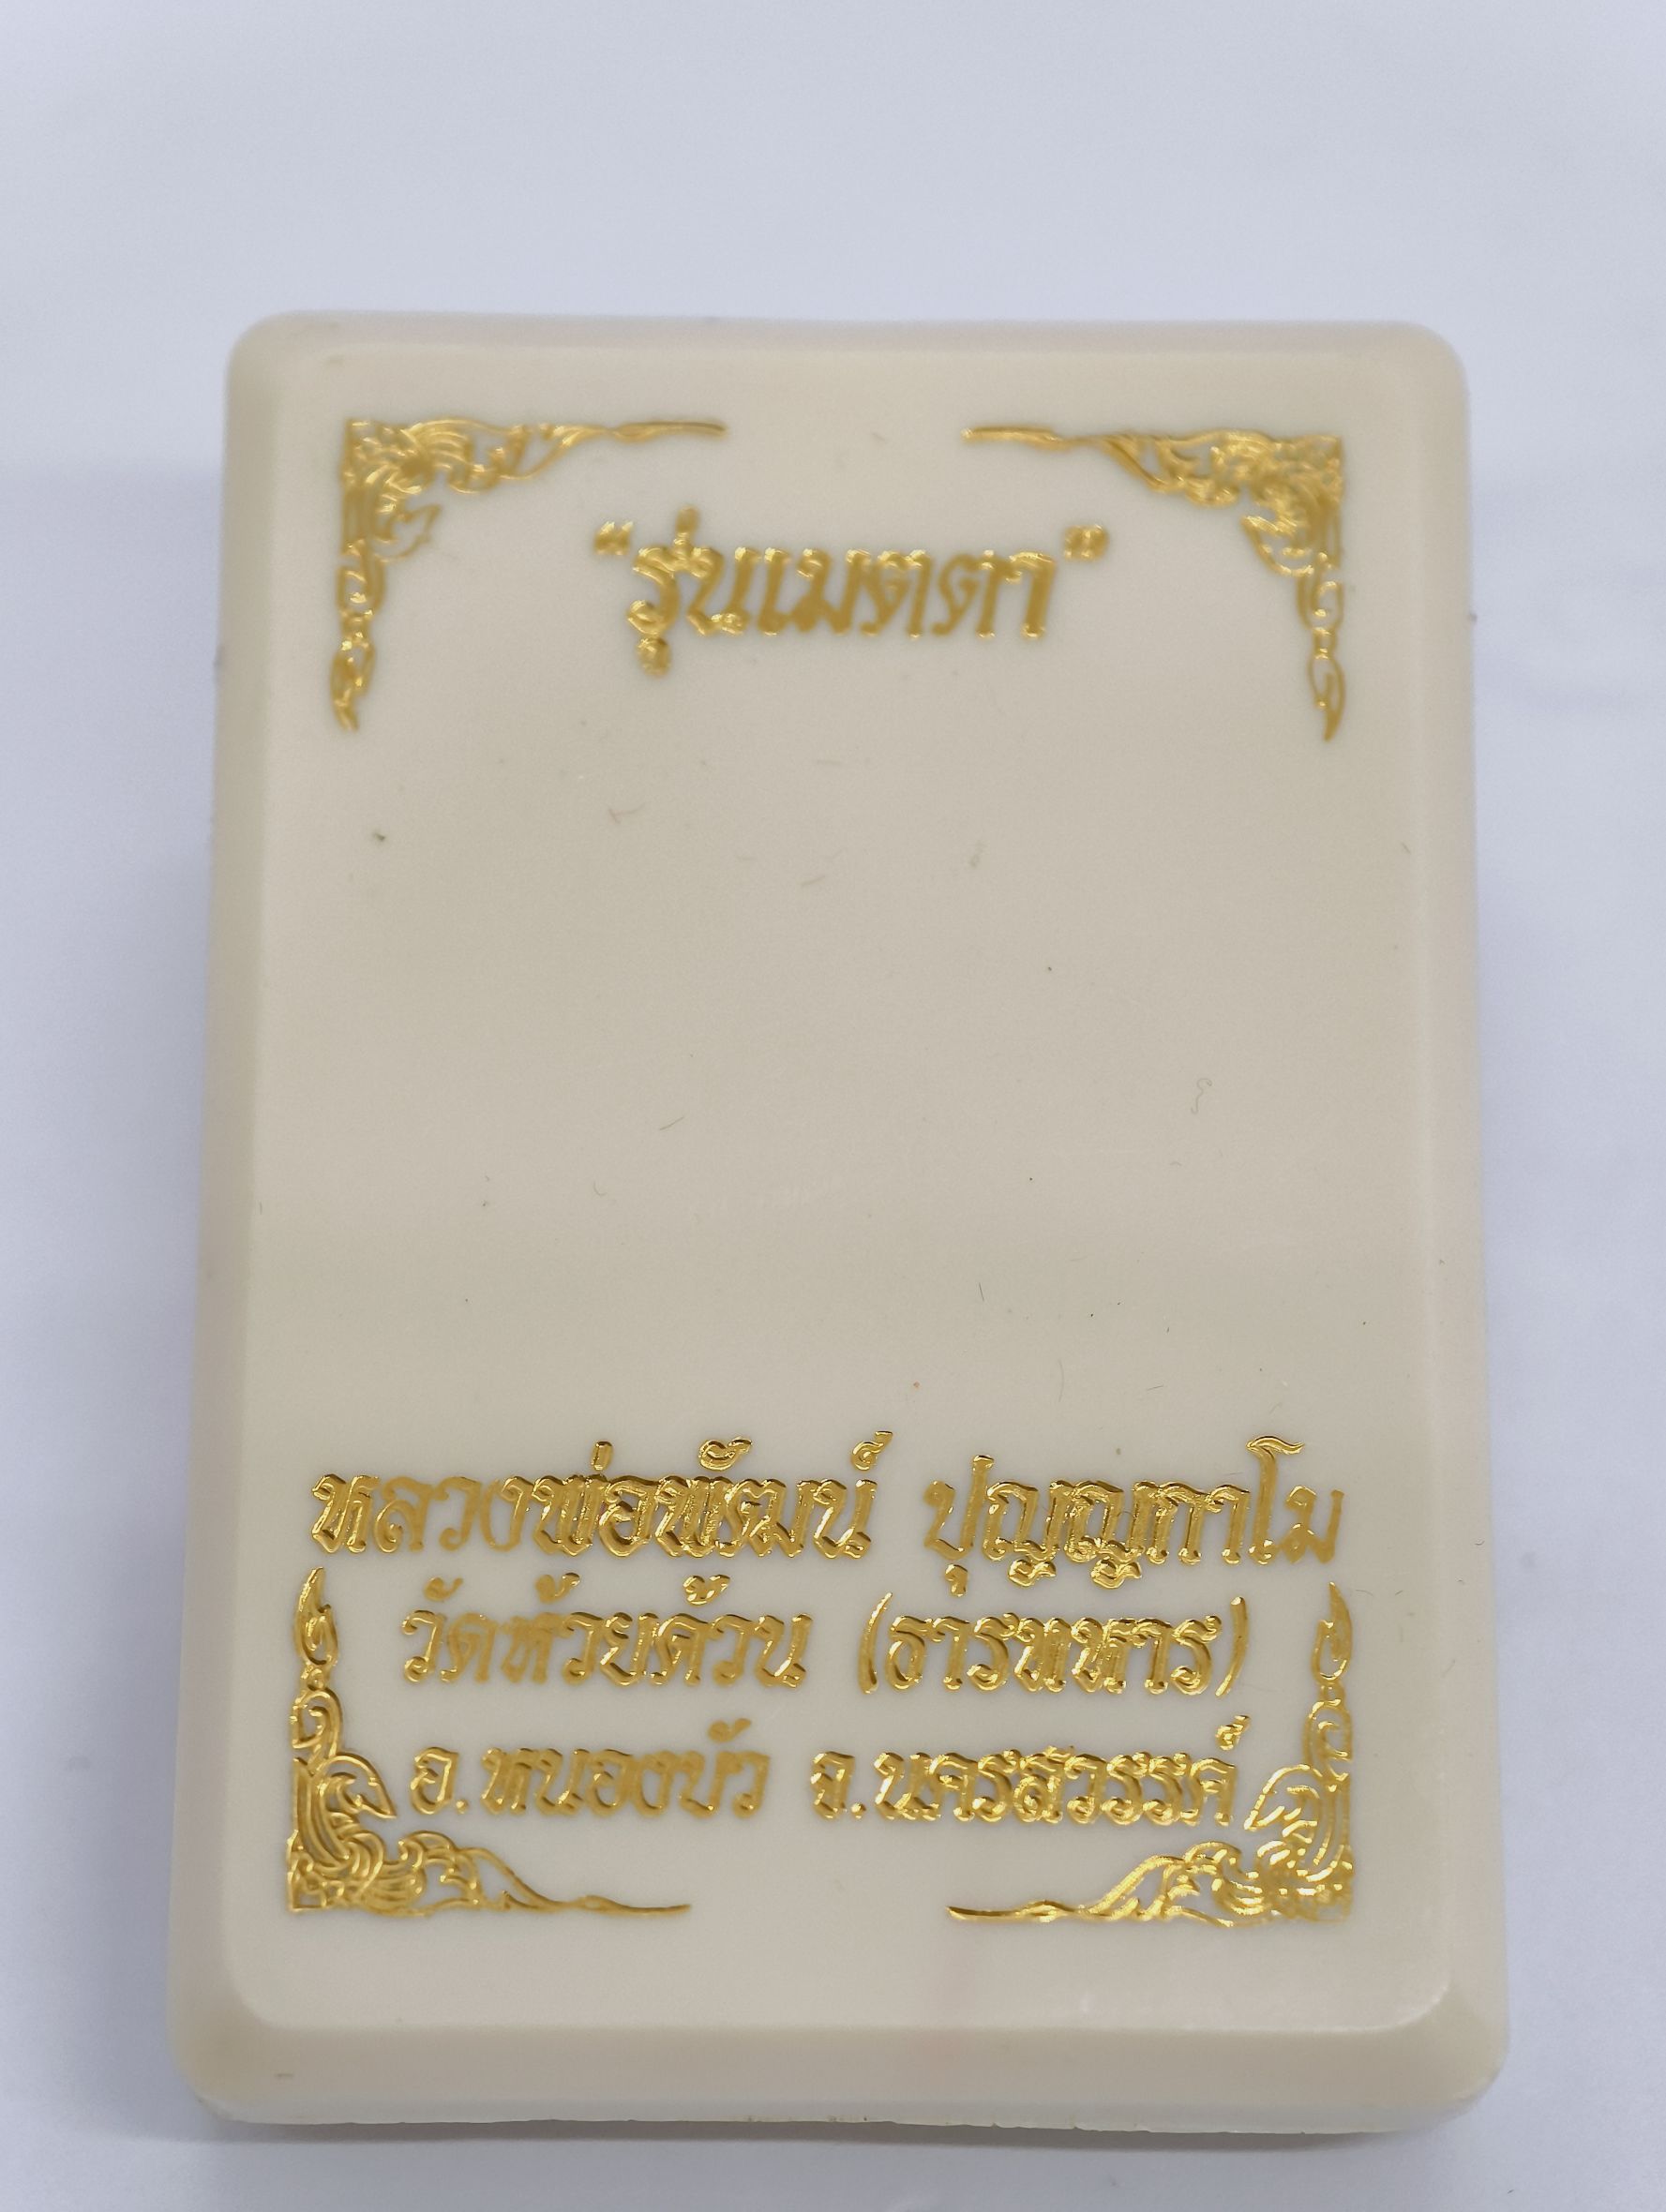 "รุ่นเมตตา"
หลวงพ่อพัฒน์ ปุญญกาโม
วัดห้วยด้วน (ธารทหาร)
อ.หนองบัว จ.นครสวรรค์